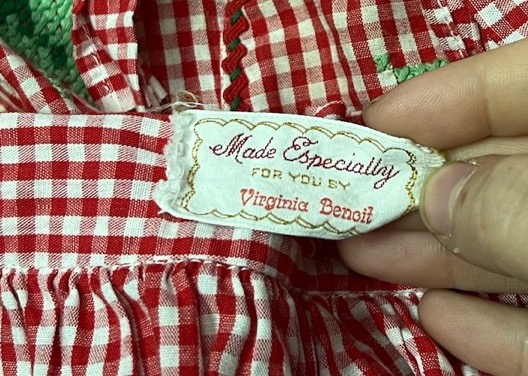 Made Especially
FOR YOU BY
Virginia Benoit